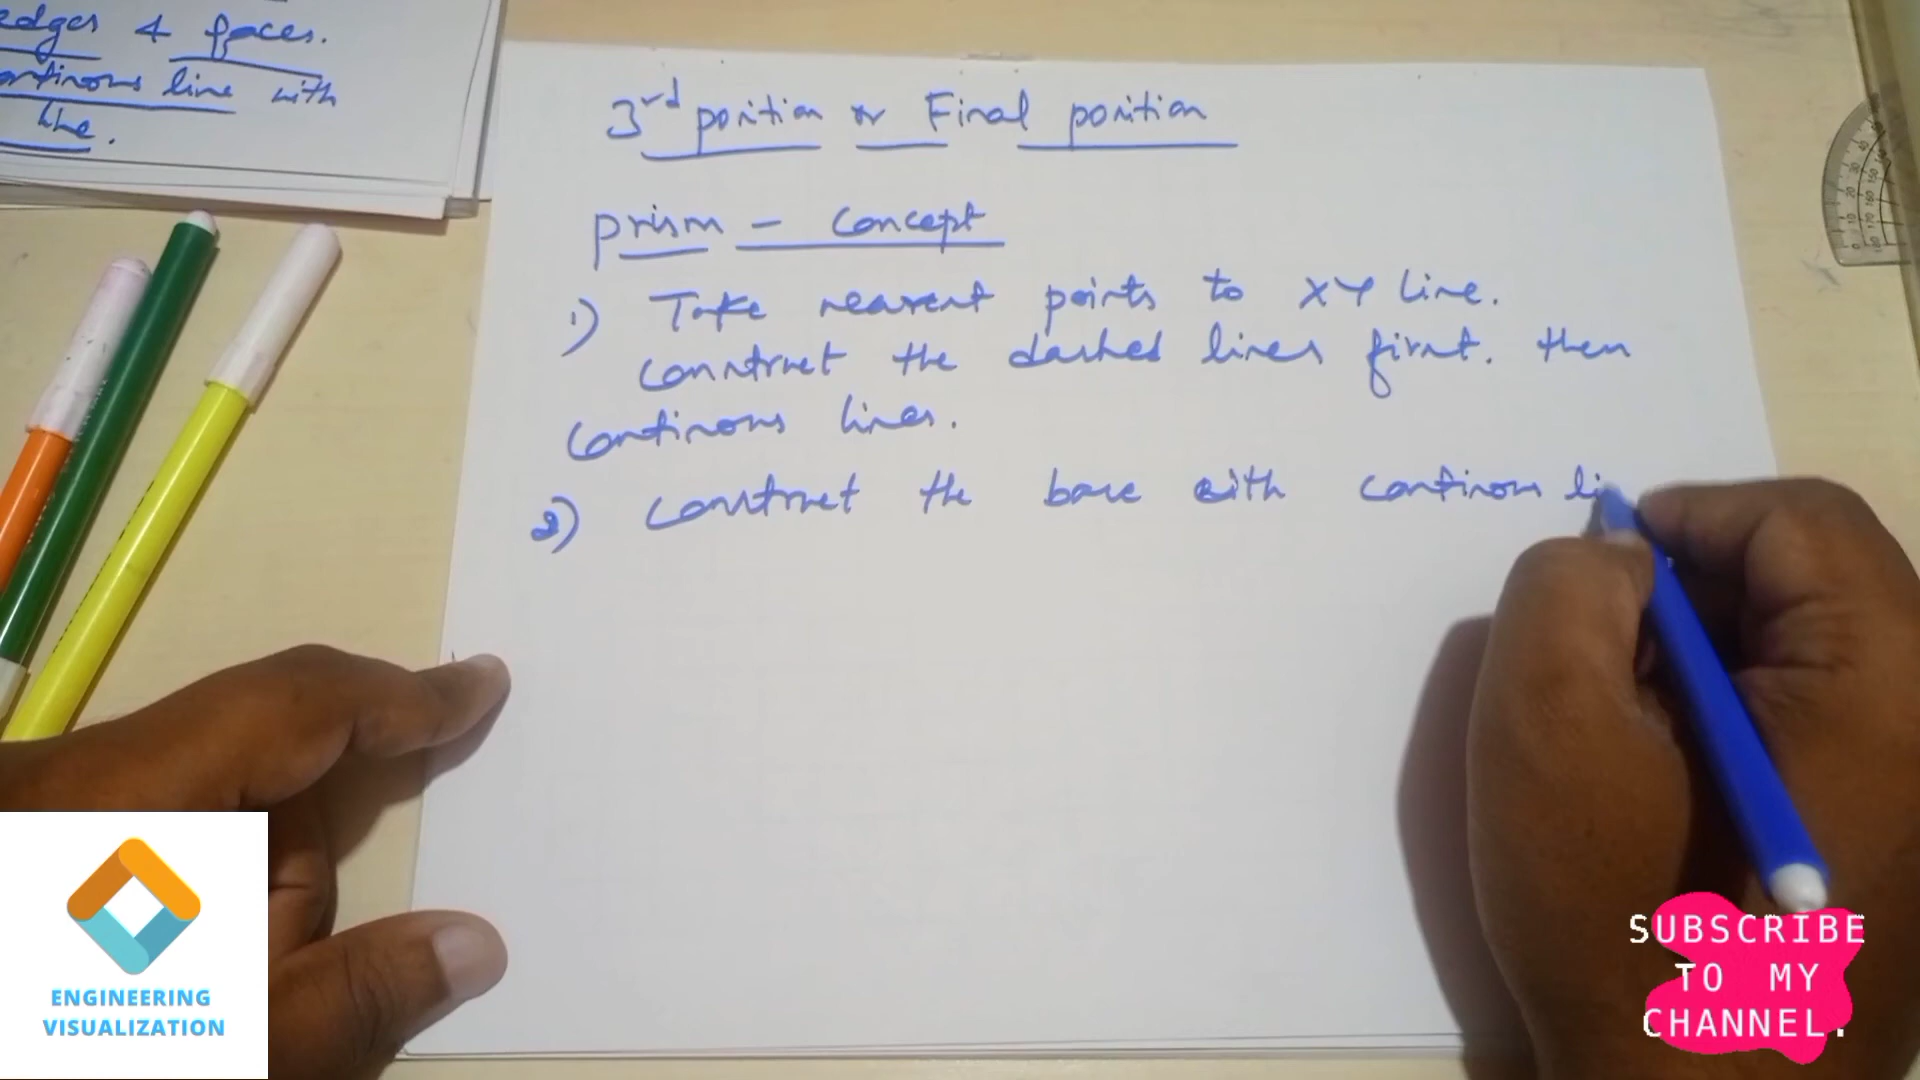 edges & faces.
continous line with
line.
3rd position or Final position
prism - concept
1) Take nearest points to XY line.
construct the dashed lines first. then
continous lines.
2) construct the base with continous li
ENGINEERING
VISUALIZATION
SUBSCRIBE
TO MY
CHANNEL.